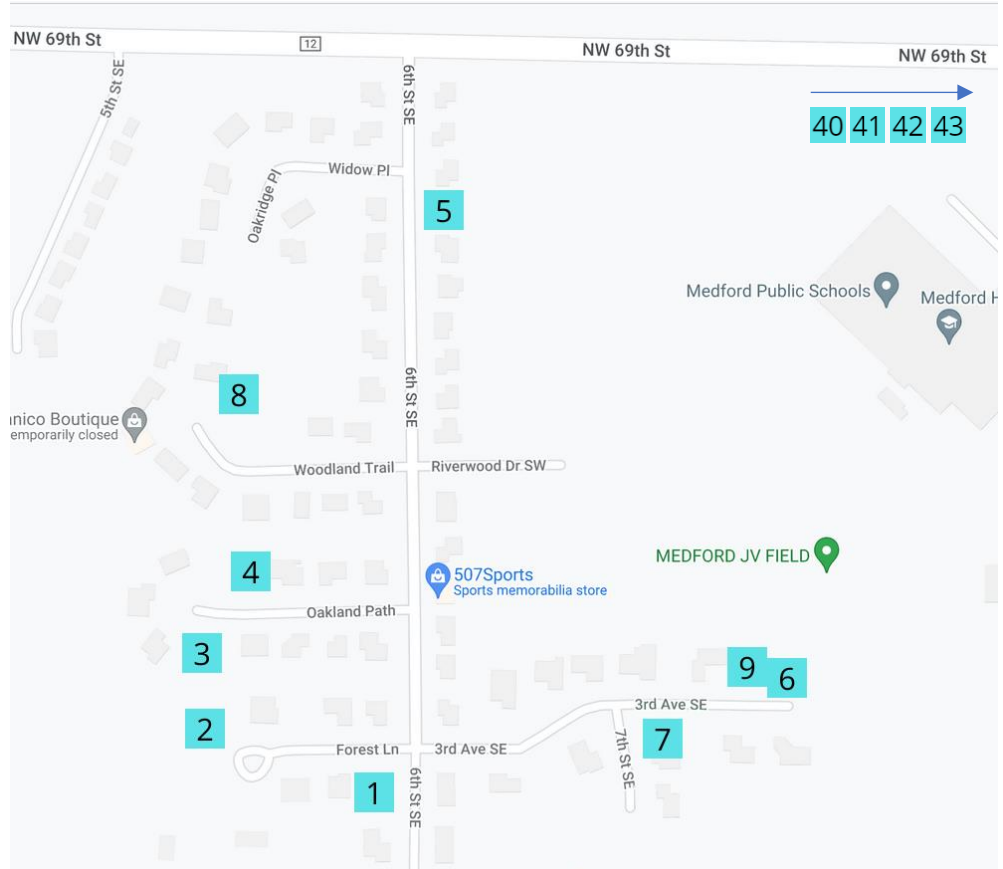 NW 69th St
12
NW 69th St
NW 69th St
5th St SE
6th St SE
40 41 42 43
Widow Pl
Oakridge Pl
5
Medford Public Schools
Medford H
6th St SE
8
nico Boutique
emporarily closed
Woodland Trail
Riverwood Dr SW
MEDFORD JV FIELD
4
507Sports
Sports memorabilia store
Oakland Path
3
9
6
3rd Ave SE
2
7
7th St SE
Forest Ln
3rd Ave SE
1
6th St SE